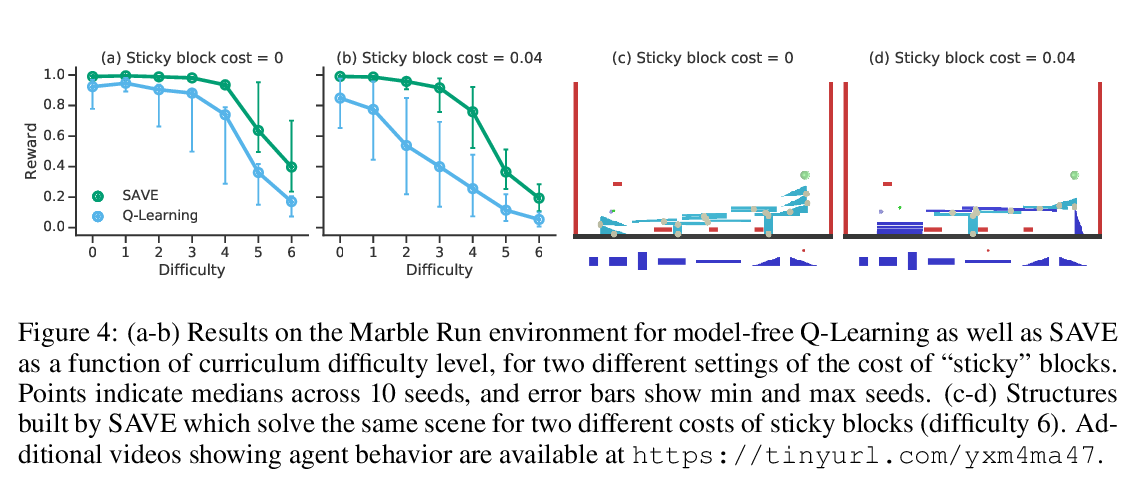 (a) Sticky block cost = 0
(b) Sticky block cost = 0.04
(c) Sticky block cost = 0
(d) Sticky block cost = 0.04
Reward
1.0
0.8
0.6
0.4
0.2
0.0
SAVE
Q-Learning
0 1 2 3 4 5 6
Difficulty
0 1 2 3 4 5 6
Difficulty
Figure 4: (a-b) Results on the Marble Run environment for model-free Q-Learning as well as SAVE
as a function of curriculum difficulty level, for two different settings of the cost of “sticky” blocks.
Points indicate medians across 10 seeds, and error bars show min and max seeds. (c-d) Structures
built by SAVE which solve the same scene for two different costs of sticky blocks (difficulty 6). Ad-
ditional videos showing agent behavior are available at https://tinyurl.com/yxm4ma47.